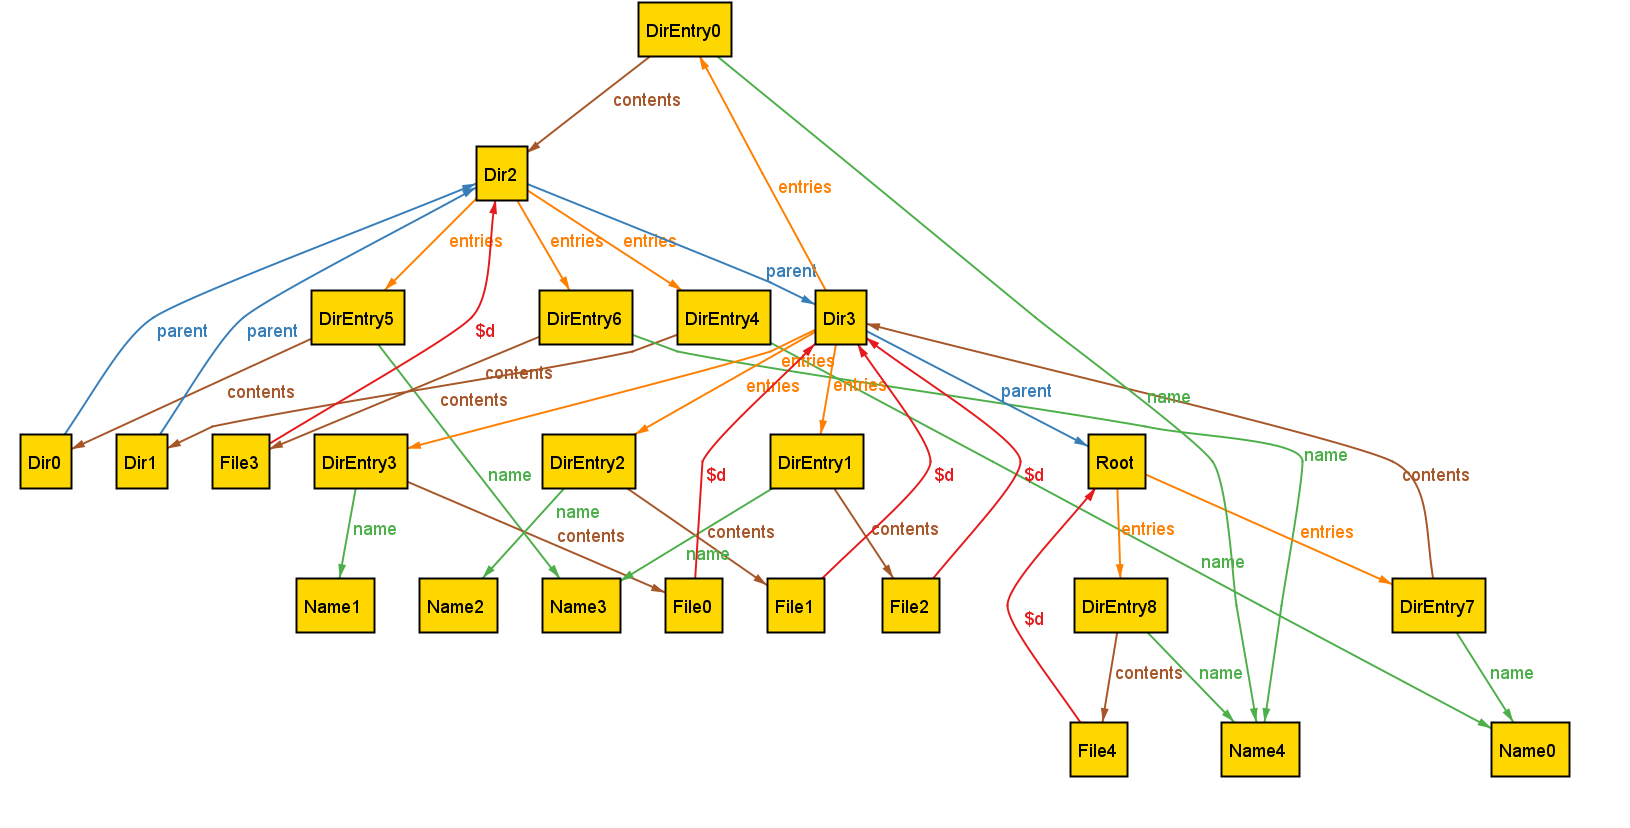 DirEntry0
contents
Dir2
entries
entries
entries
entries
parent
DirEntry5
DirEntry6
DirEntry4
Dir3
parent
parent
$d
contents
contents
contents
entries
entries
entries
parent
name
name
Dir0
Dir1
File3
DirEntry3
DirEntry2
DirEntry1
Root
$d
$d
$d
name
contents
name
name
contents
contents
name
contents
name
entries
entries
name
Name1
Name2
Name3
File0
File1
File2
$d
DirEntry8
DirEntry7
contents
name
name
File4
Name4
Name0